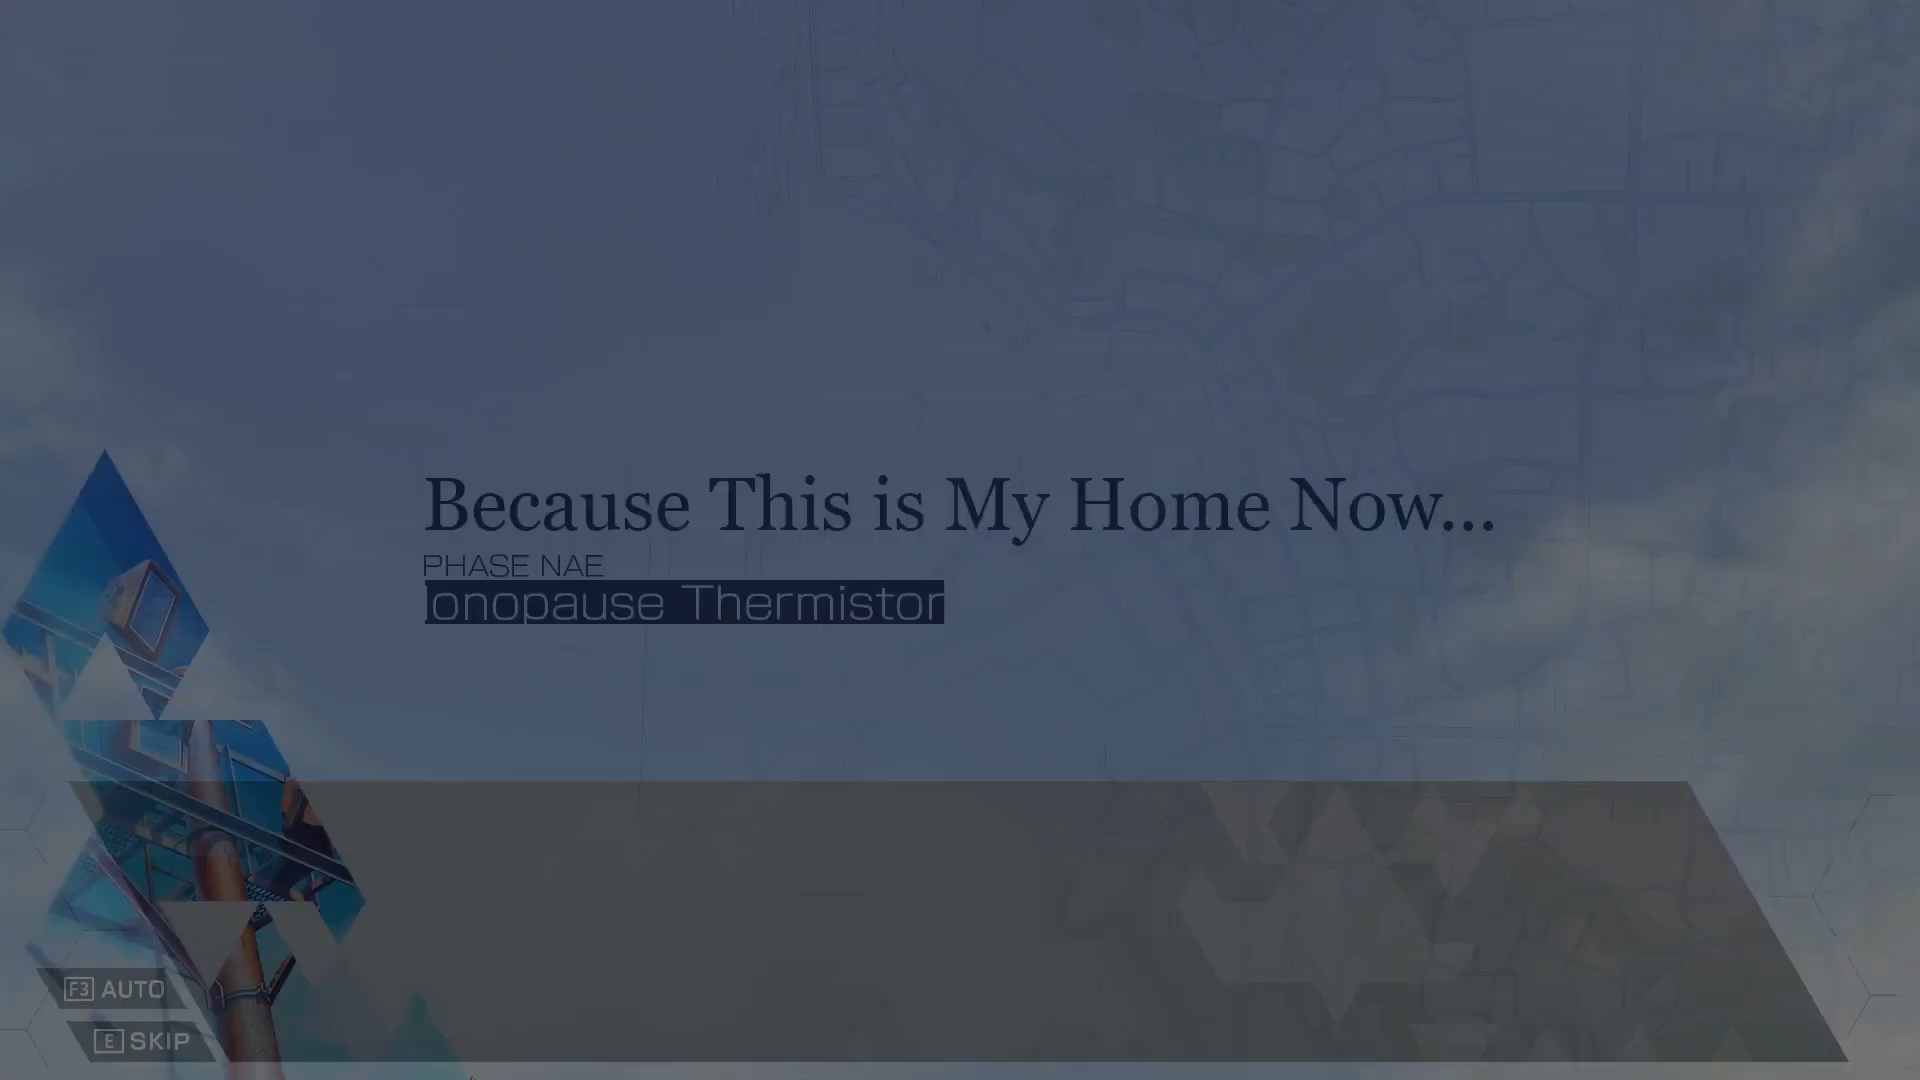 Because This is My Home Now...
PHASE NAE
Ionopause Thermistor
F3 AUTO
E SKIP